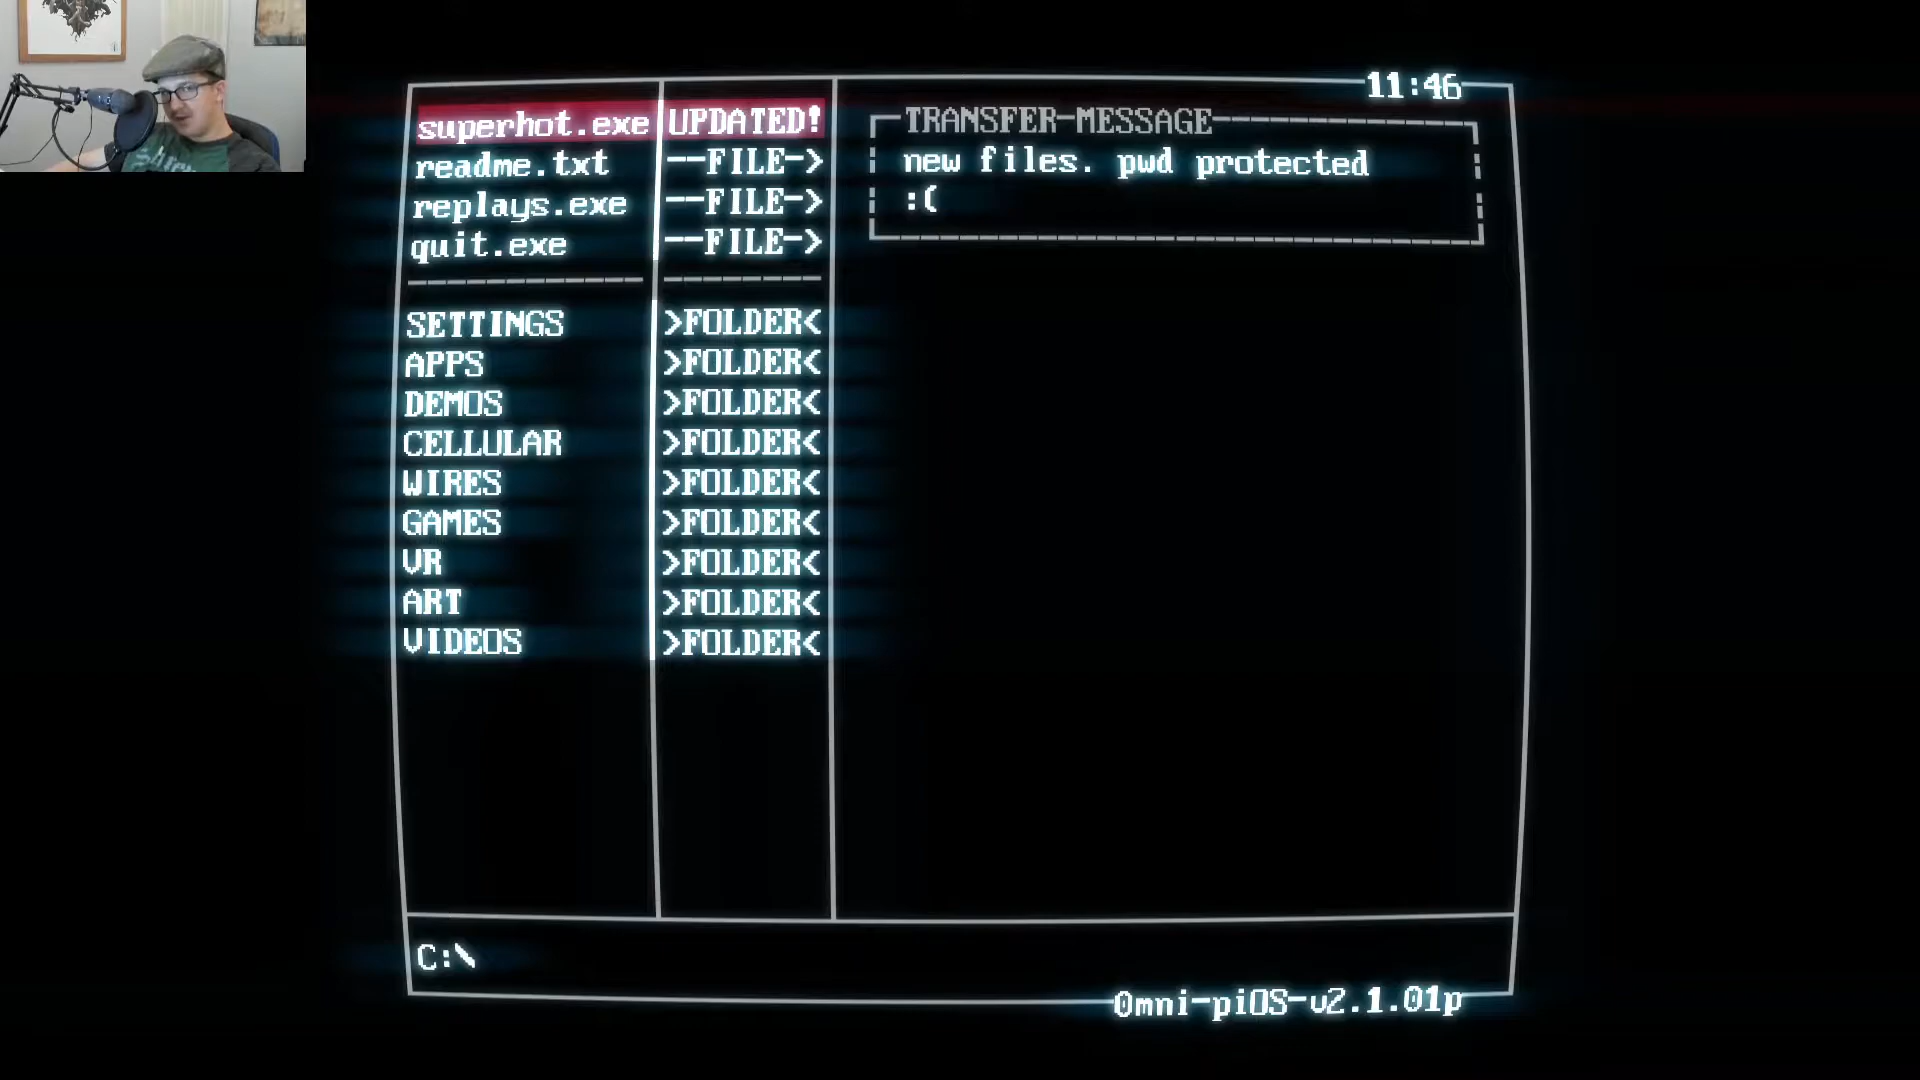 11:46
superhot.exe UPDATED!
readme.txt --FILE->
replays.exe --FILE->
quit.exe --FILE->
SETTINGS >FOLDER<
APPS >FOLDER<
DEMOS >FOLDER<
CELLULAR >FOLDER<
WIRES >FOLDER<
GAMES >FOLDER<
VR >FOLDER<
ART >FOLDER<
VIDEOS >FOLDER<
TRANSFER-MESSAGE
new files. pwd protected
:(
C:\
Omni-piOS-v2.1.01p